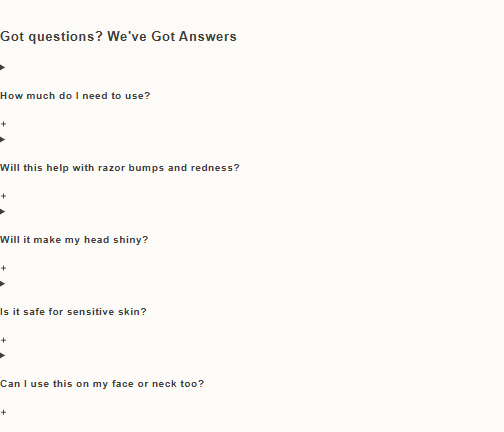 Got questions? We've Got Answers
How much do I need to use?
+
Will this help with razor bumps and redness?
+
Will it make my head shiny?
+
Is it safe for sensitive skin?
+
Can I use this on my face or neck too?
+